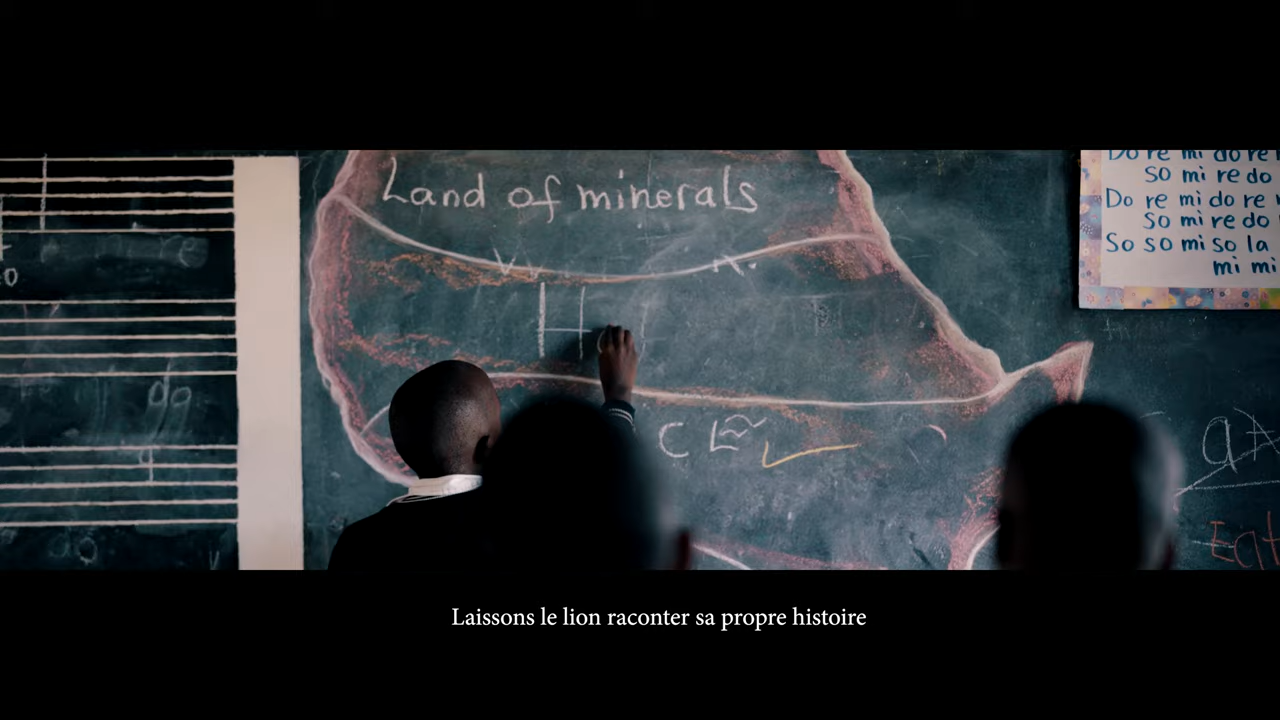 Land of minerals
H
Do re mi do re
So mi re do
Do re mi do re
So mi re do
So so mi so la
mi mi
do
Laissons le lion raconter sa propre histoire